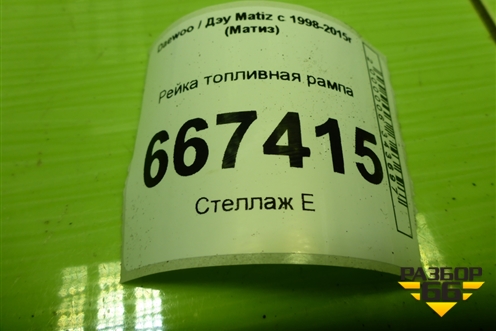 Daewoo / Дэу Matiz с 1998-2015г
(Матиз)
Рейка топливная рампа
667415
Стеллаж Е
РАЗБОР
66